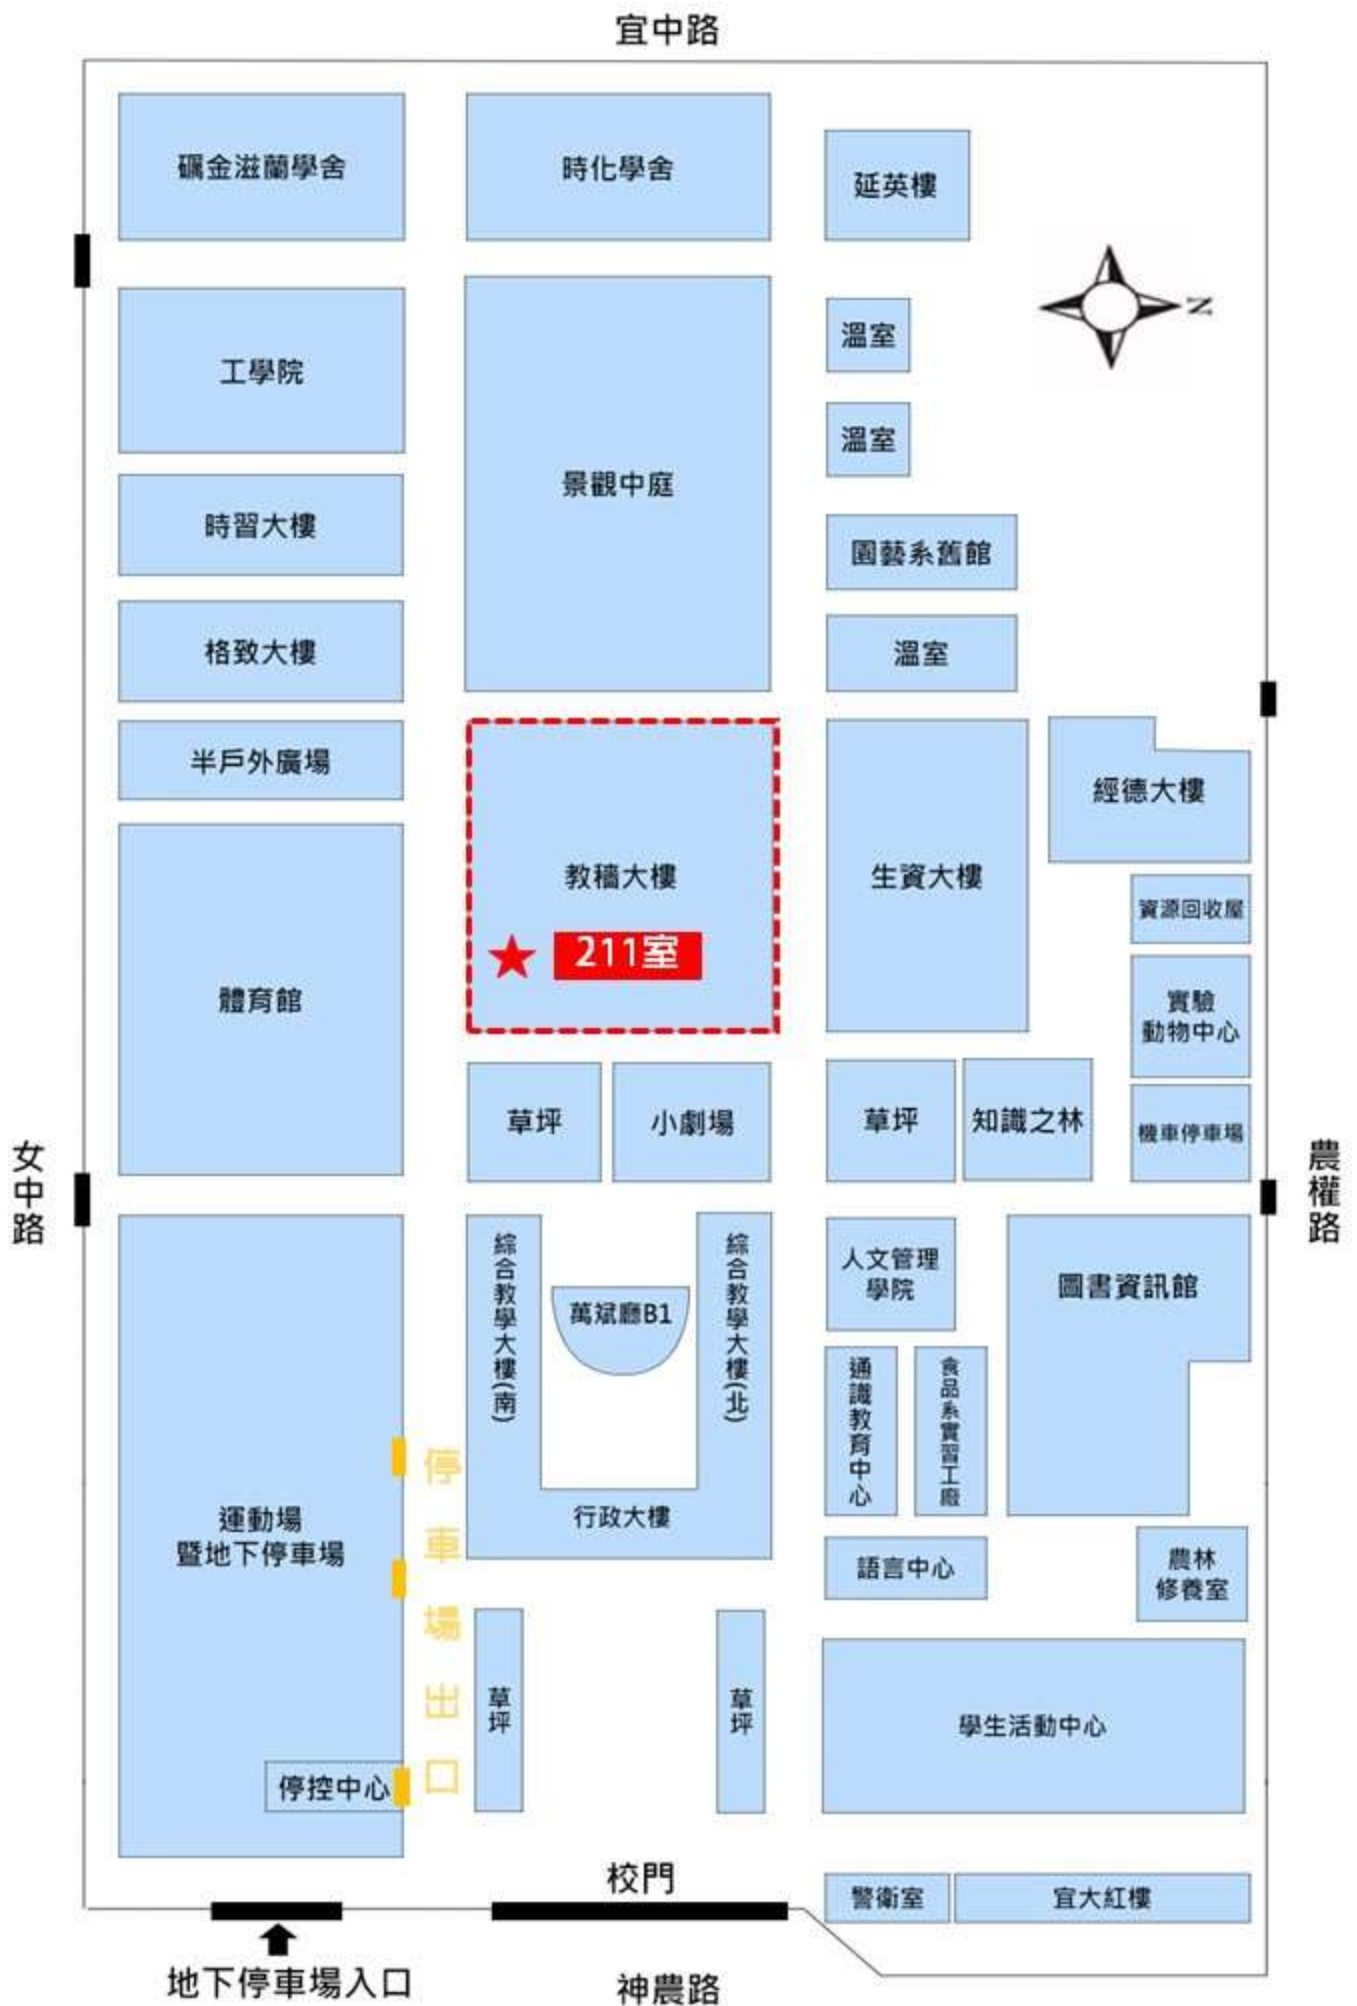 宜中路
礪金滋蘭學舍
時化學舍
延英樓
N
工學院
溫室
溫室
景觀中庭
時習大樓
園藝系舊館
格致大樓
溫室
半戶外廣場
教穡大樓
211室
生資大樓
經德大樓
資源回收屋
體育館
實驗
動物中心
草坪
小劇場
草坪
知識之林
機車停車場
女中路
農權路
運動場
暨地下停車場
停控中心
停車場出口
綜合教學大樓(南)
萬斌廳B1
綜合教學大樓(北)
行政大樓
人文管理
學院
圖書資訊館
通識教育中心
食品系實習工廠
語言中心
農林
修養室
草坪
草坪
學生活動中心
校門
警衛室
宜大紅樓
地下停車場入口
神農路